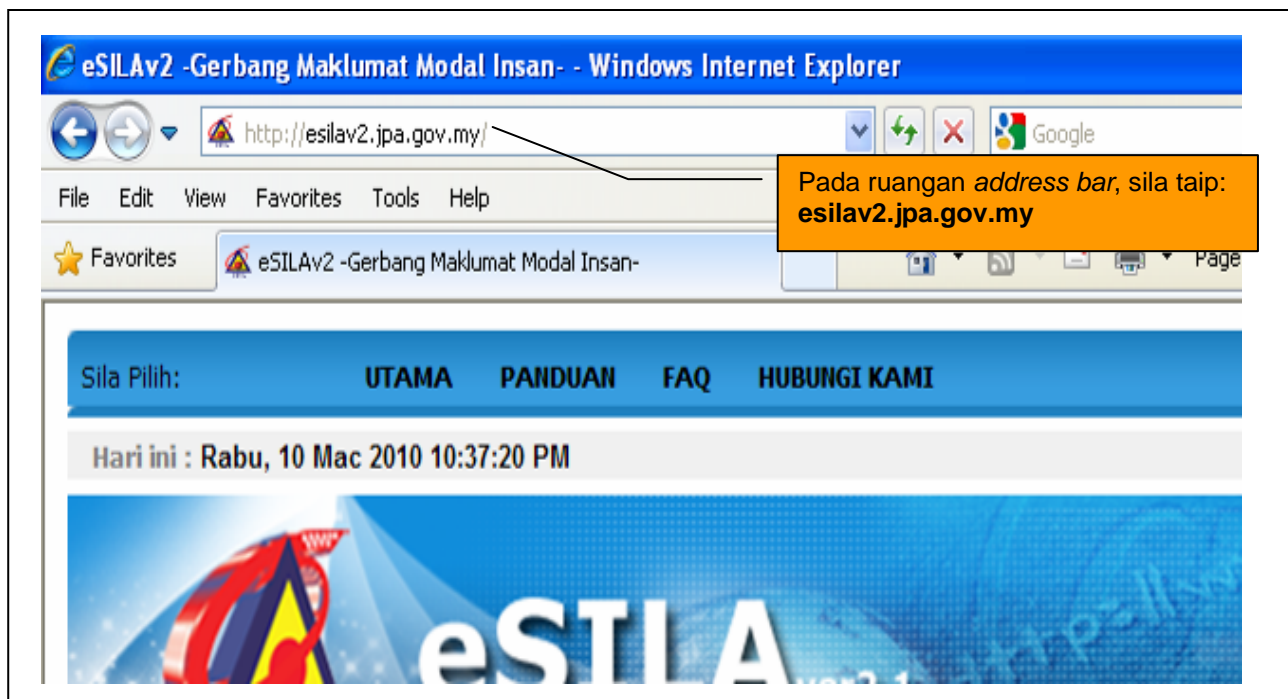 eSILAv2 -Gerbang Maklumat Modal Insan- - Windows Internet Explorer
http://esilav2.jpa.gov.my/
Google
Pada ruangan address bar, sila taip:
esilav2.jpa.gov.my
File Edit View Favorites Tools Help
Favorites
eSILAv2 -Gerbang Maklumat Modal Insan-
Page
Sila Pilih: UTAMA PANDUAN FAQ HUBUNGI KAMI
Hari ini : Rabu, 10 Mac 2010 10:37:20 PM
eSILA